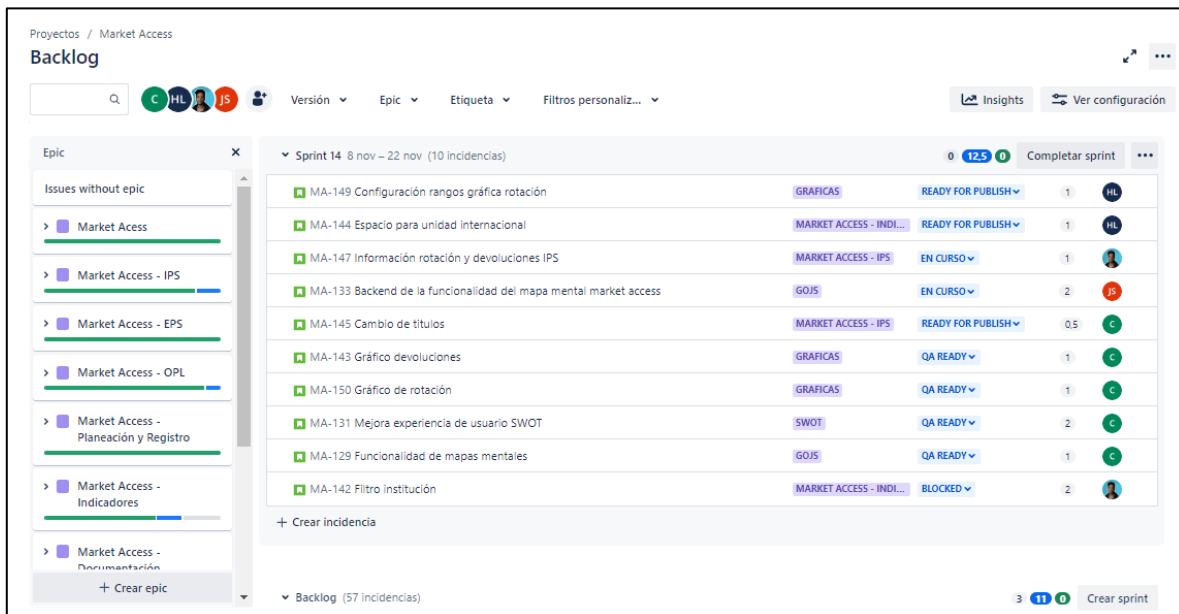 Proyectos / Market Access
Backlog
C HL JS Versión Epic Etiqueta Filtros personaliz... Insights Ver configuración
Epic
Issues without epic
Market Acess
Market Access - IPS
Market Access - EPS
Market Access - OPL
Market Access -
Planeación y Registro
Market Access -
Indicadores
Market Access -
Documentación
+ Crear epic
Sprint 14 8 nov – 22 nov (10 incidencias) 0 12,5 0 Completar sprint
MA-149 Configuración rangos gráfica rotación GRAFICAS READY FOR PUBLISH 1 HL
MA-144 Espacio para unidad internacional MARKET ACCESS - INDI... READY FOR PUBLISH 1 HL
MA-147 Información rotación y devoluciones IPS MARKET ACCESS - IPS EN CURSO 1
MA-133 Backend de la funcionalidad del mapa mental market access GOJS EN CURSO 2 JS
MA-145 Cambio de titulos MARKET ACCESS - IPS READY FOR PUBLISH 0,5 C
MA-143 Gráfico devoluciones GRAFICAS QA READY 1 C
MA-150 Gráfico de rotación GRAFICAS QA READY 1 C
MA-131 Mejora experiencia de usuario SWOT SWOT QA READY 2 C
MA-129 Funcionalidad de mapas mentales GOJS QA READY 1 C
MA-142 Filtro institución MARKET ACCESS - INDI... BLOCKED 2
+ Crear incidencia
Backlog (57 incidencias) 3 11 0 Crear sprint